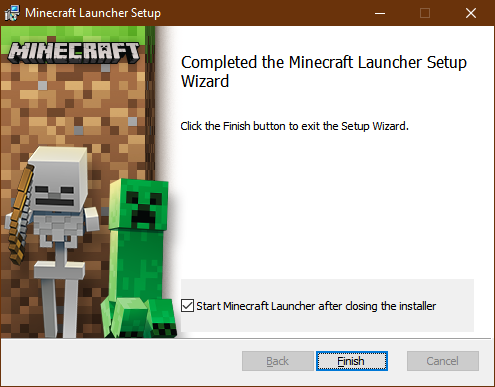 Minecraft Launcher Setup
MINECRAFT
Completed the Minecraft Launcher Setup
Wizard
Click the Finish button to exit the Setup Wizard.
Start Minecraft Launcher after closing the installer
Back
Finish
Cancel